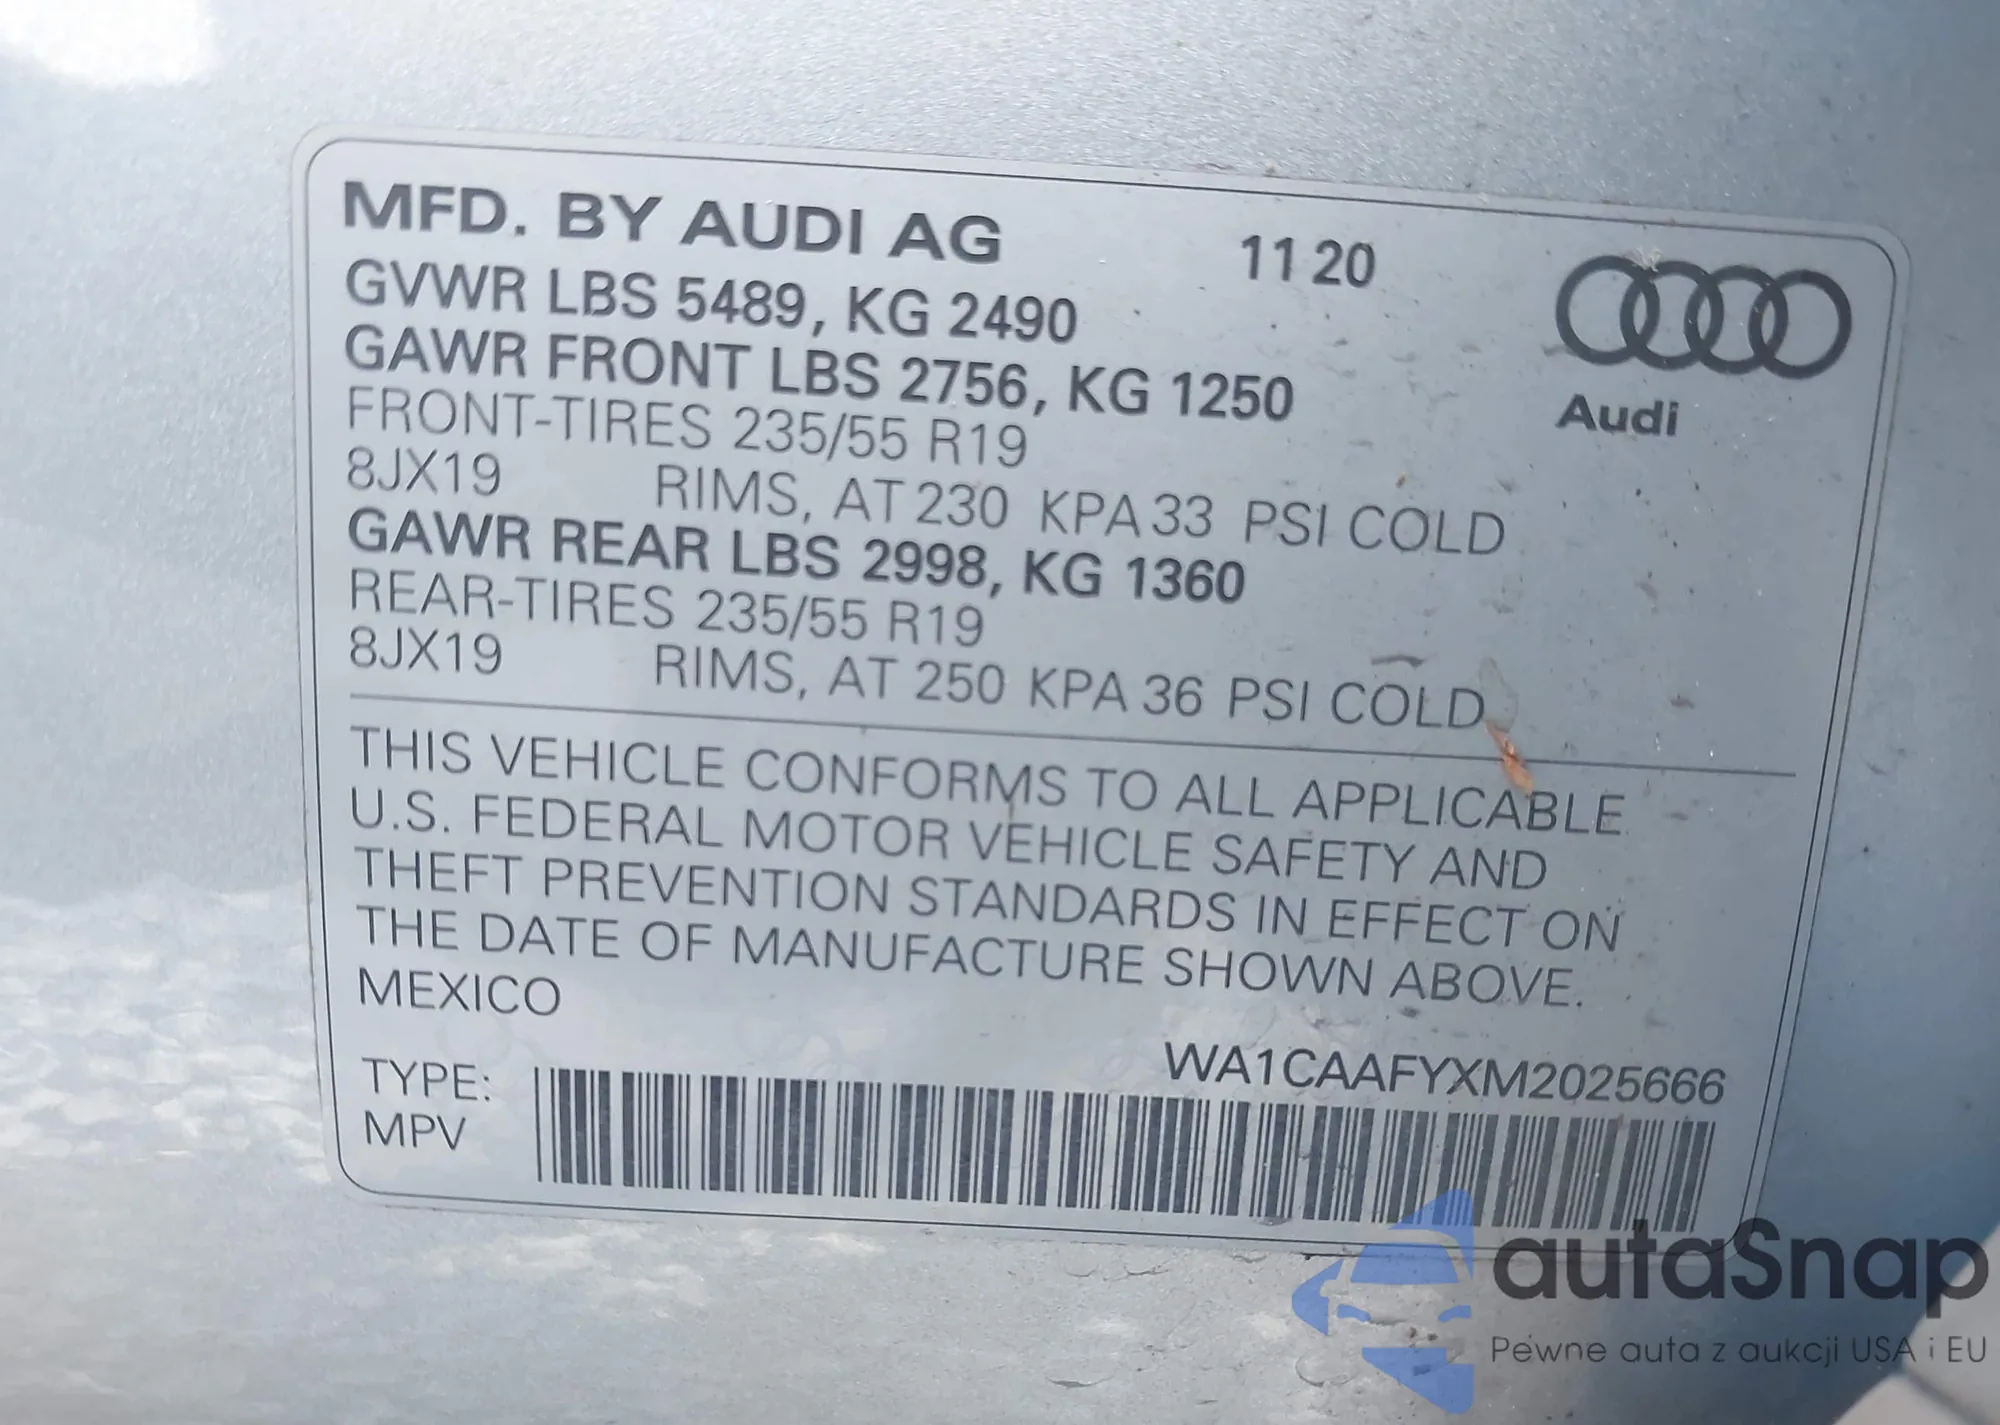 MFD. BY AUDI AG 11 20
GVWR LBS 5489, KG 2490
GAWR FRONT LBS 2756, KG 1250
Audi
FRONT-TIRES 235/55 R19
8JX19 RIMS, AT 230 KPA 33 PSI COLD
GAWR REAR LBS 2998, KG 1360
REAR-TIRES 235/55 R19
8JX19 RIMS, AT 250 KPA 36 PSI COLD
THIS VEHICLE CONFORMS TO ALL APPLICABLE
U.S. FEDERAL MOTOR VEHICLE SAFETY AND
THEFT PREVENTION STANDARDS IN EFFECT ON
THE DATE OF MANUFACTURE SHOWN ABOVE.
MEXICO
WA1CAAFYXM2025666
TYPE:
MPV
autaSnap
Pewne auta z aukcji USA i EU